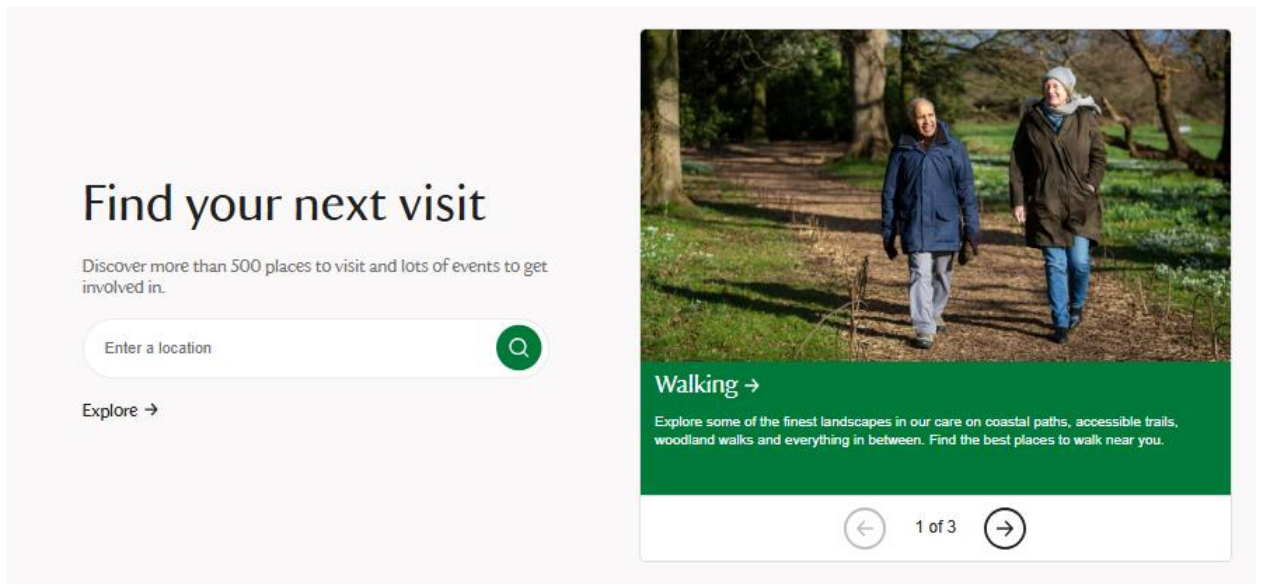 Find your next visit
Discover more than 500 places to visit and lots of events to get
involved in.
Enter a location
Explore →
Walking →
Explore some of the finest landscapes in our care on coastal paths, accessible trails,
woodland walks and everything in between. Find the best places to walk near you.
1 of 3